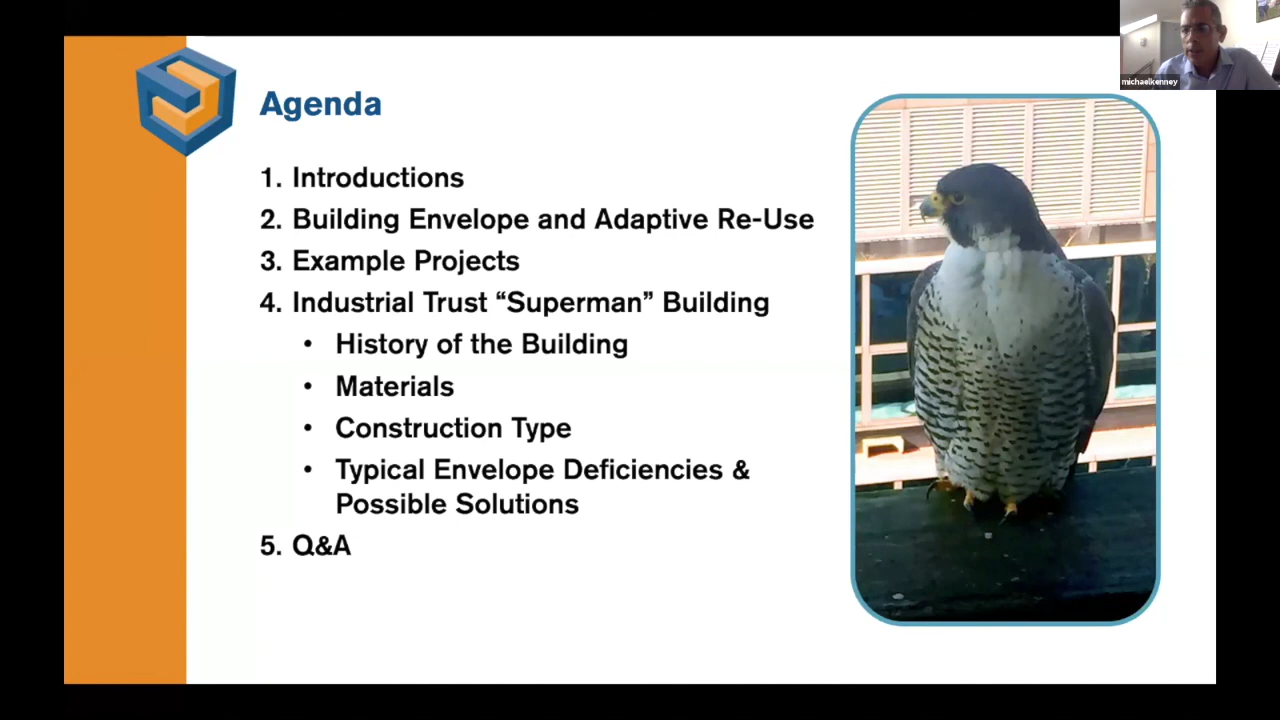 Agenda
1. Introductions
2. Building Envelope and Adaptive Re-Use
3. Example Projects
4. Industrial Trust “Superman” Building
• History of the Building
• Materials
• Construction Type
• Typical Envelope Deficiencies &
Possible Solutions
5. Q&A
michaelkenney